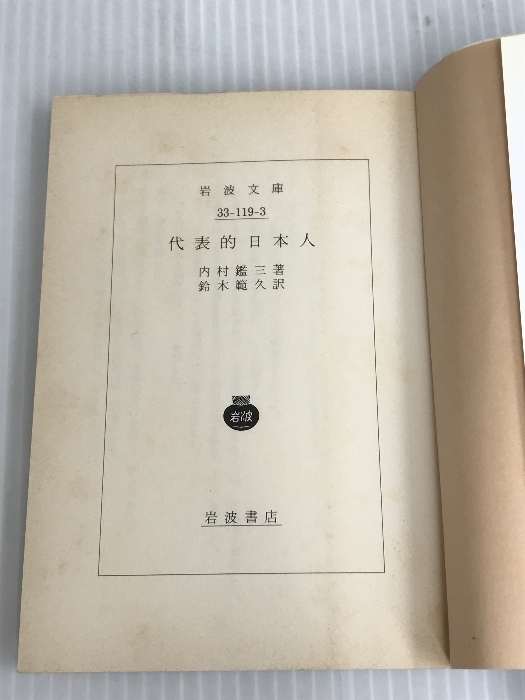 岩波文庫
33-119-3
代表的日本人
内村鑑三著
鈴木範久訳
岩波
岩波書店